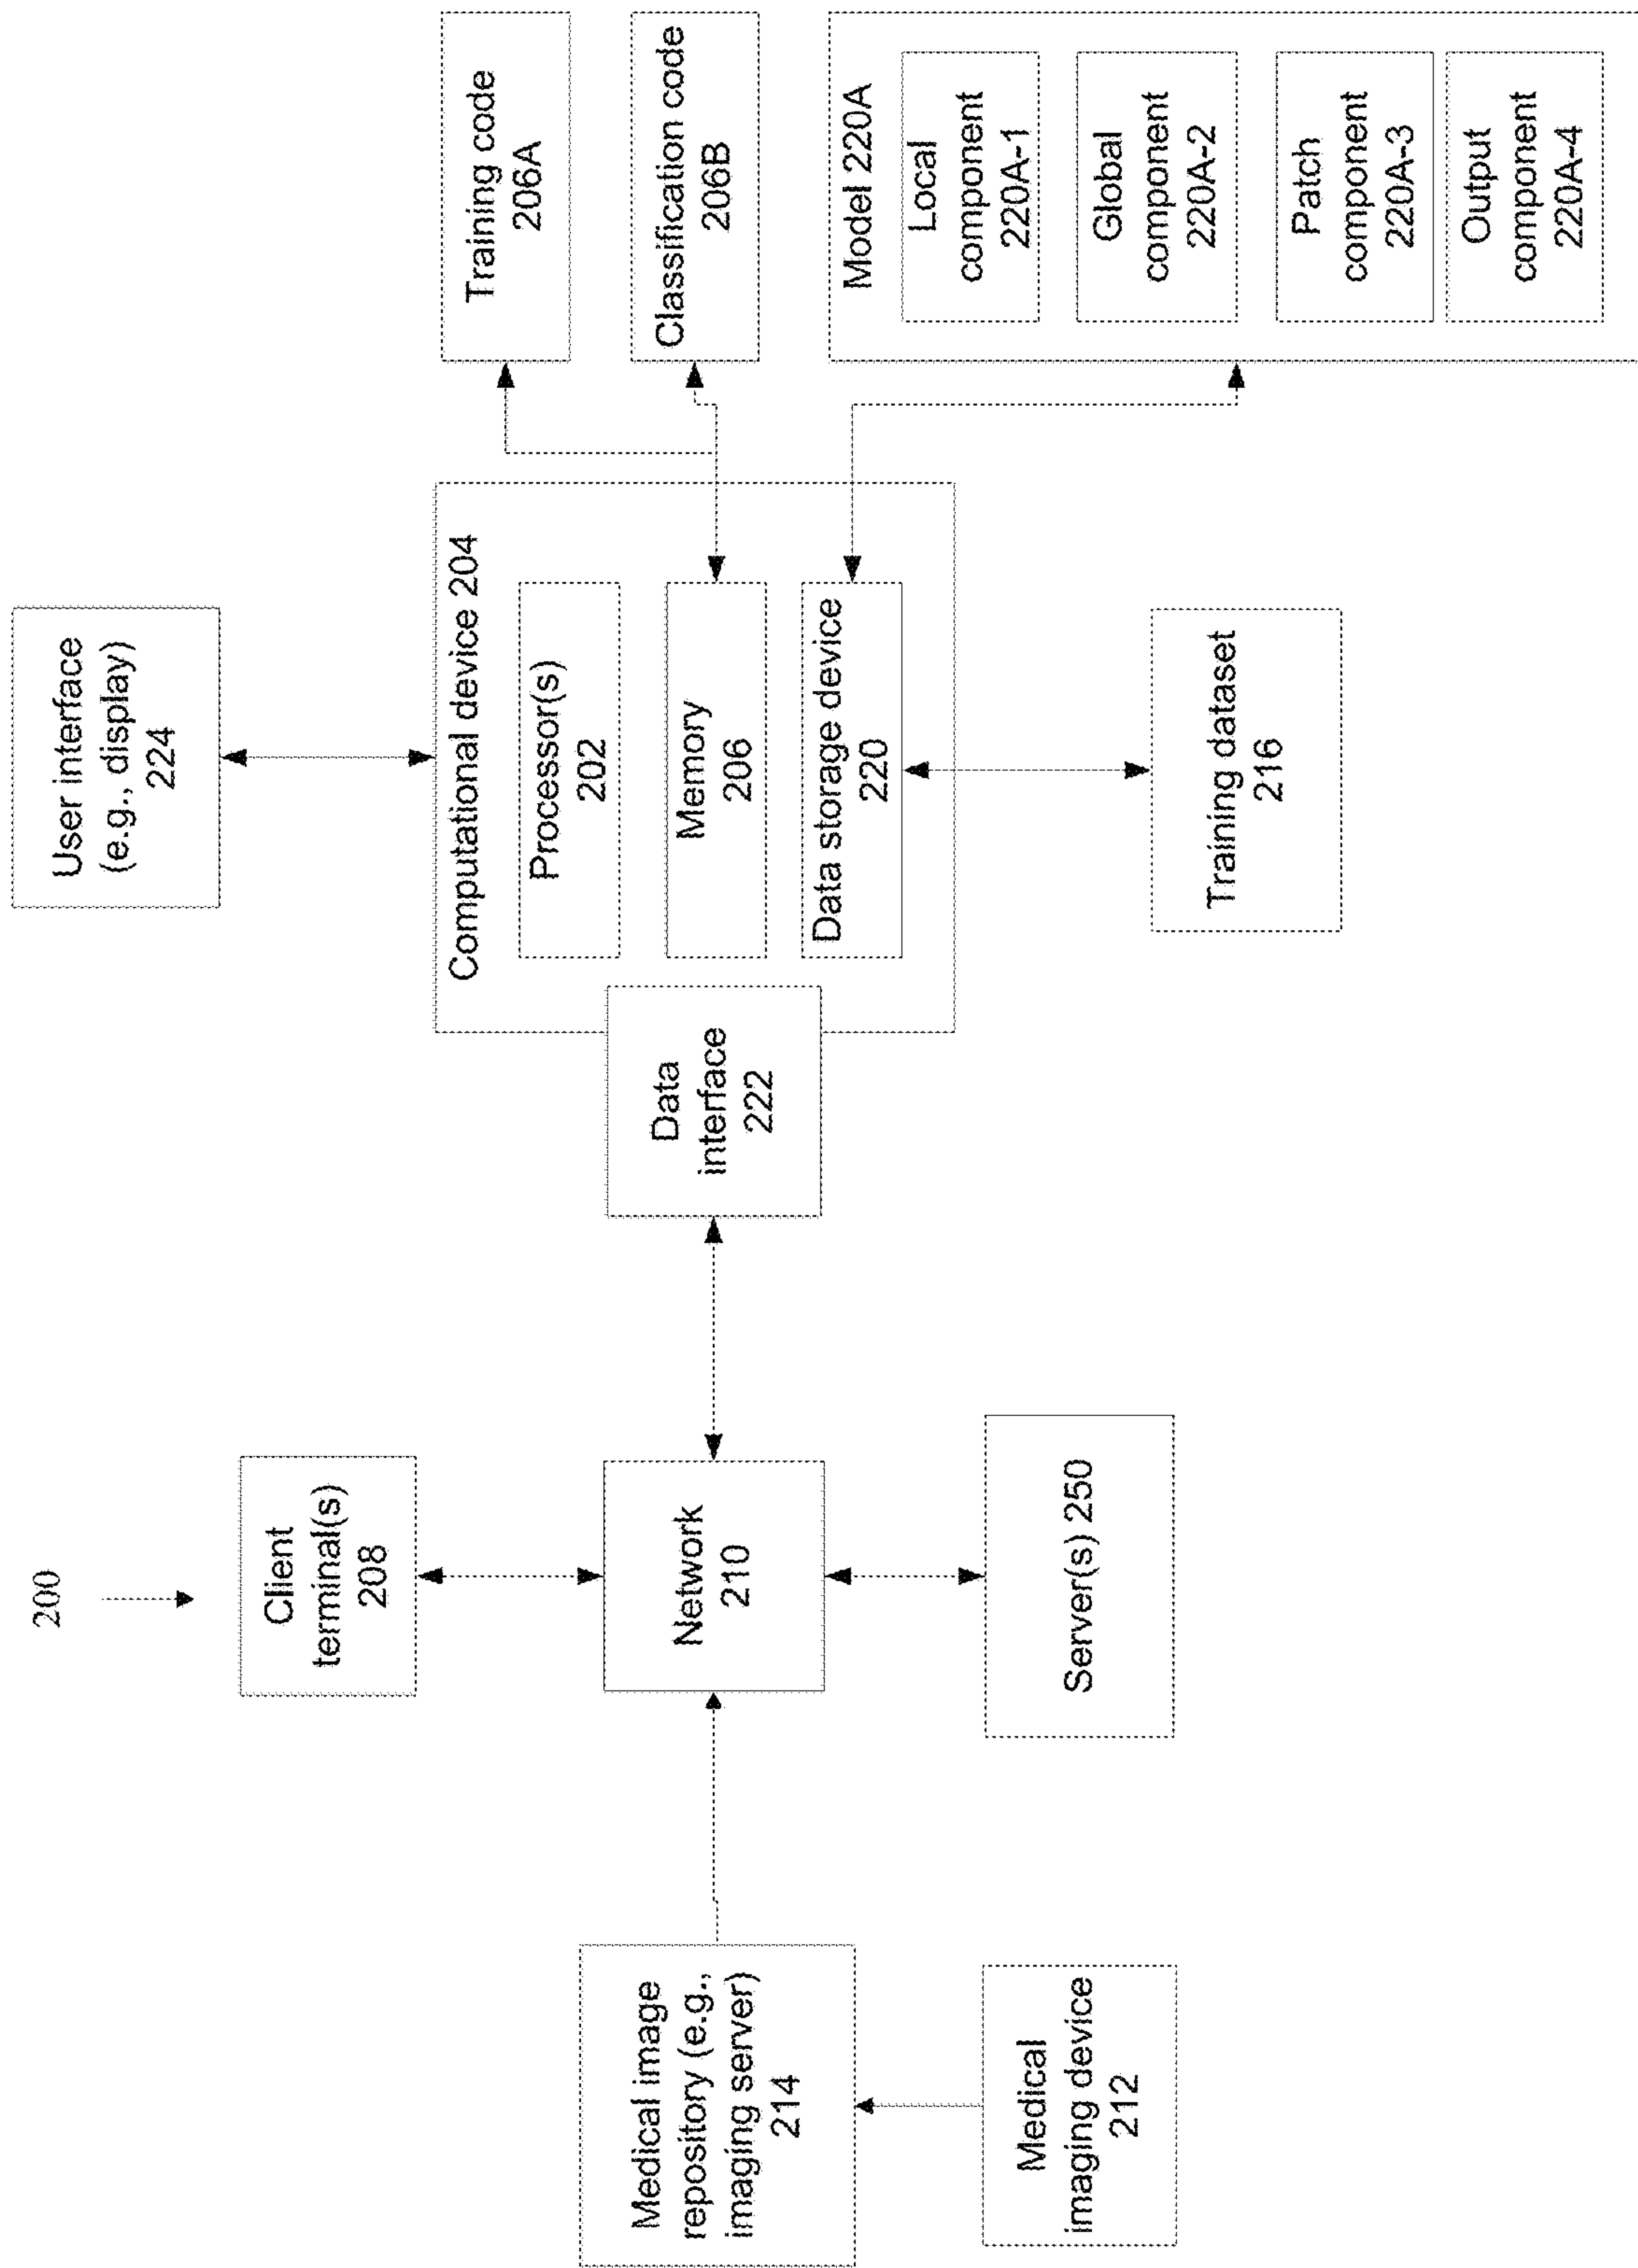 200
Client
terminal(s)
208
User interface
(e.g., display)
224
Medical image
repository (e.g.,
imaging server)
214
Network
210
Data
interface
222
Computational device 204
Processor(s)
202
Memory
206
Data storage device
220
Training code
206A
Classification code
206B
Model 220A
Local
component
220A-1
Global
component
220A-2
Patch
component
220A-3
Output
component
220A-4
Medical
imaging device
212
Server(s) 250
Training dataset
216